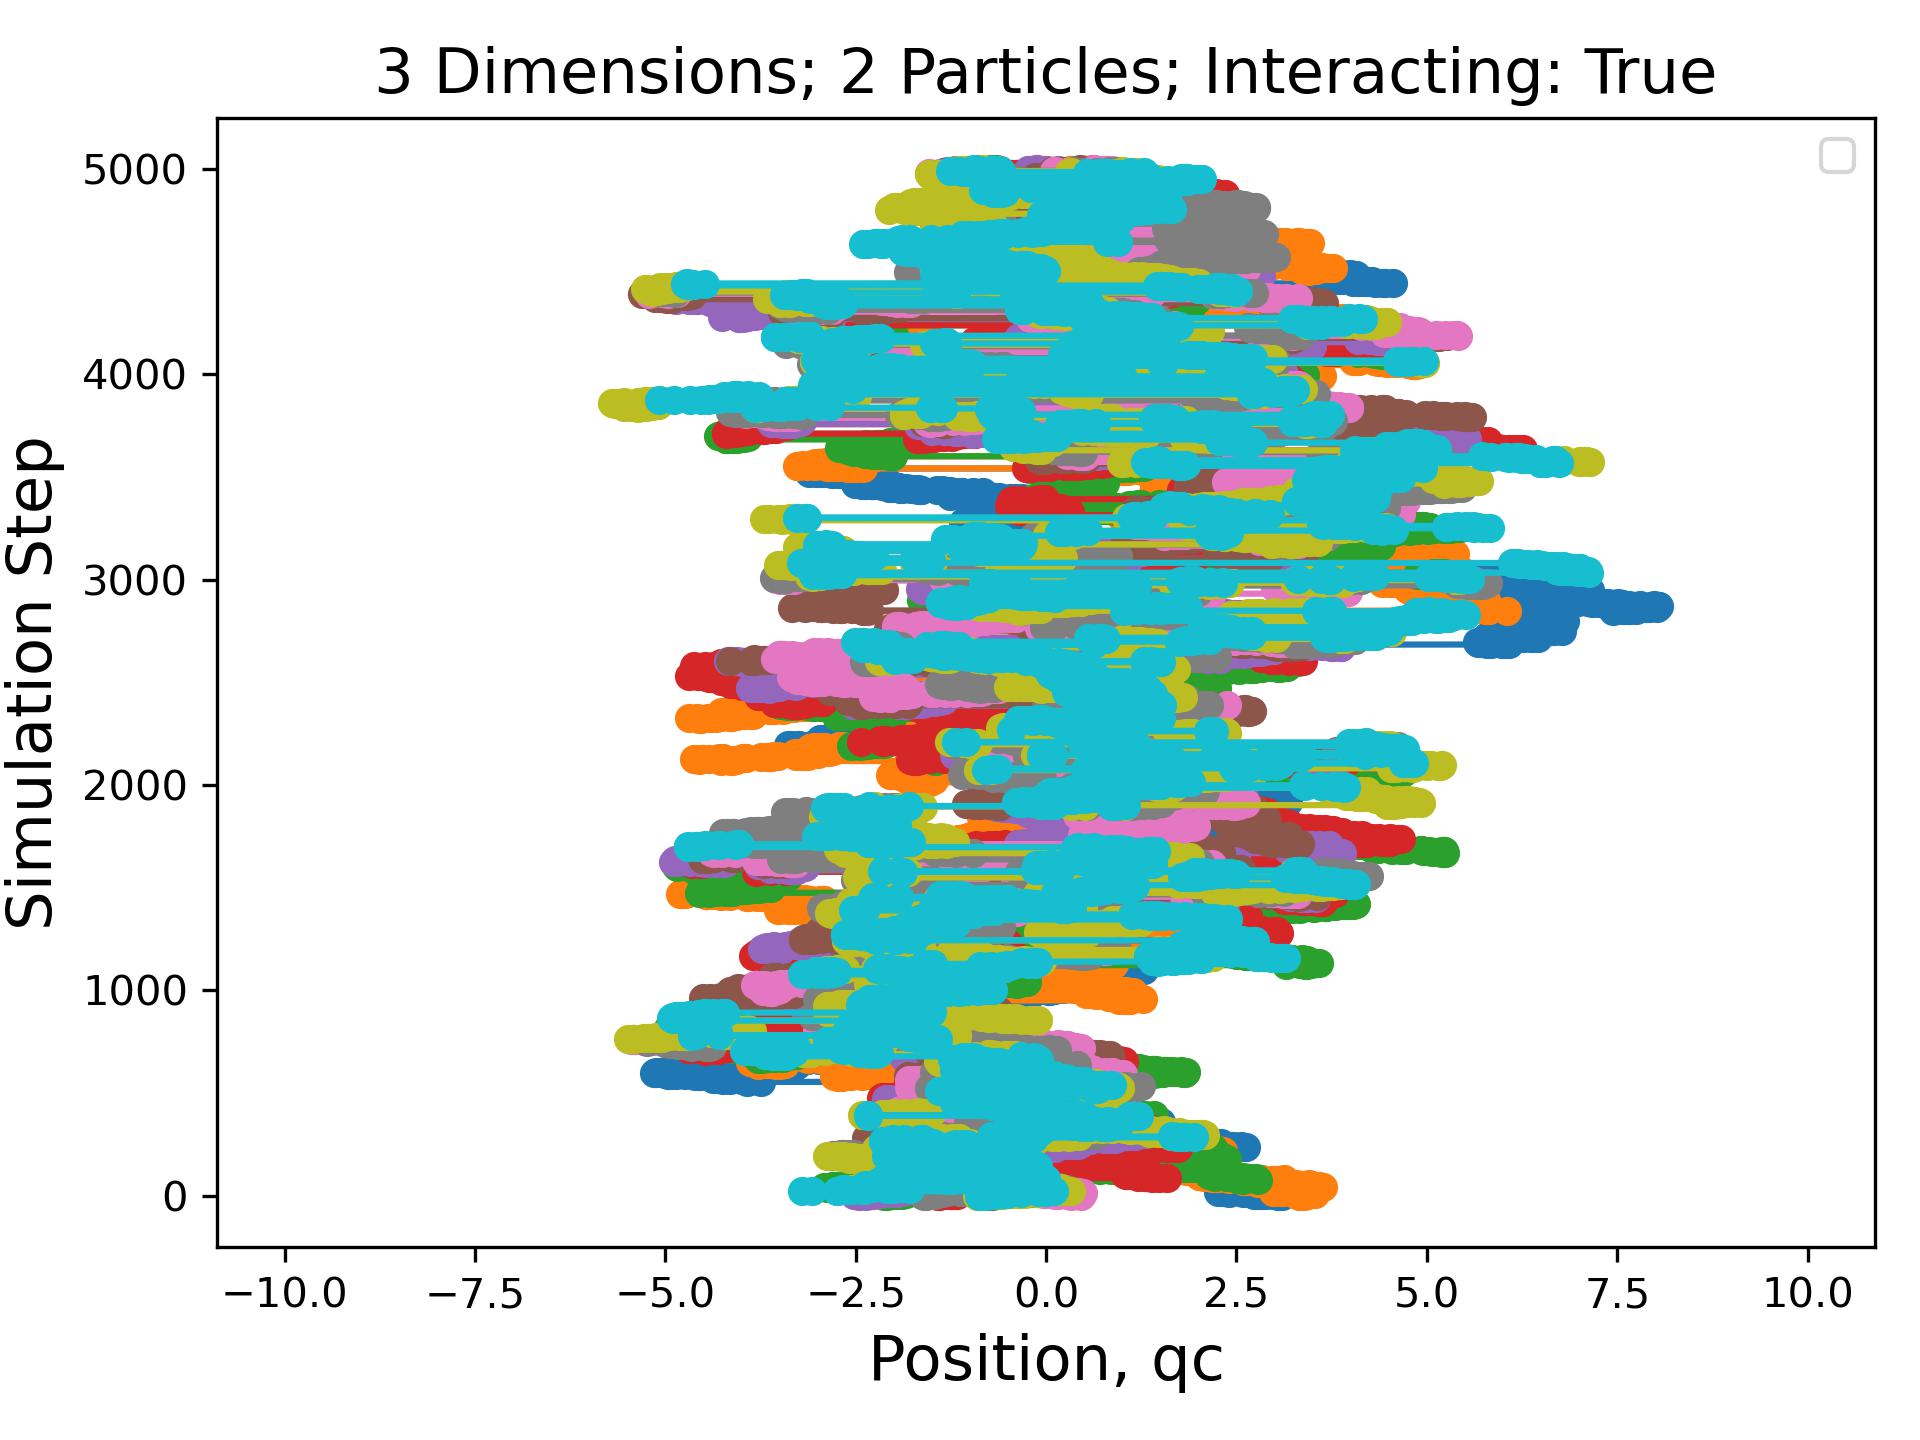 3 Dimensions; 2 Particles; Interacting: True
Simulation Step
5000
4000
3000
2000
1000
0
−10.0 −7.5 −5.0 −2.5 0.0 2.5 5.0 7.5 10.0
Position, qc